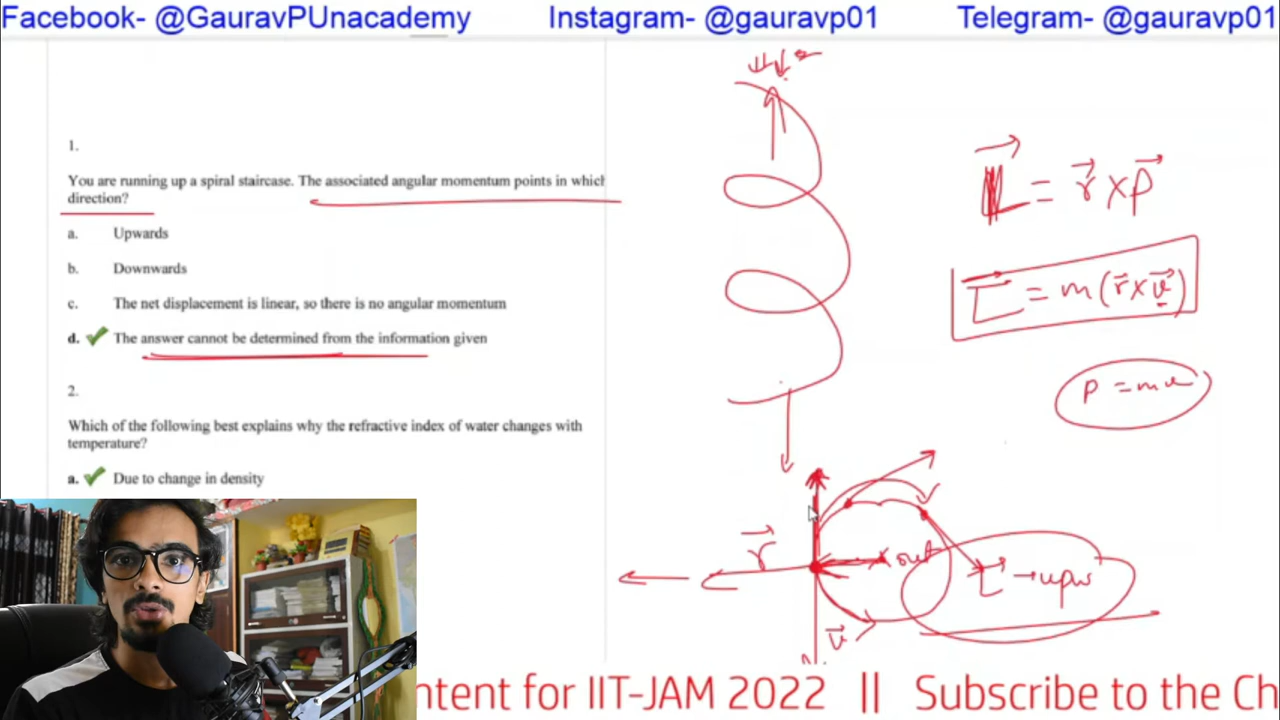 Facebook- @GauravPUnacademy Instagram- @gauravp01 Telegram- @gauravp01
1.
You are running up a spiral staircase. The associated angular momentum points in which
direction?
a. Upwards
b. Downwards
c. The net displacement is linear, so there is no angular momentum
d. The answer cannot be determined from the information given
2.
Which of the following best explains why the refractive index of water changes with
temperature?
a. Due to change in density
L = r × p
L = m(r × v)
p = mv
r
out
L → upw
v
ntent for IIT-JAM 2022 || Subscribe to the Ch